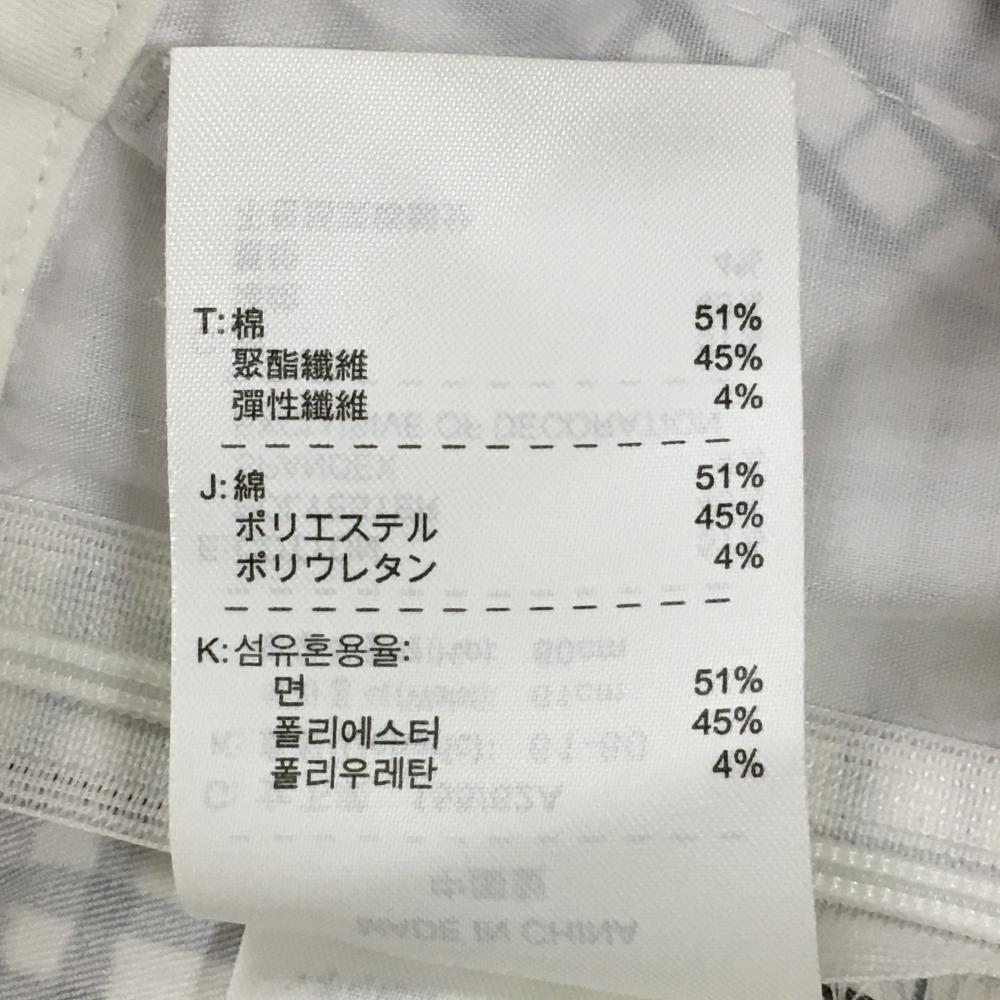 T:棉 51%
聚酯纖維 45%
彈性纖維 4%
J:綿 51%
ポリエステル 45%
ポリウレタン 4%
K:섬유혼용율:
면 51%
폴리에스터 45%
폴리우레탄 4%